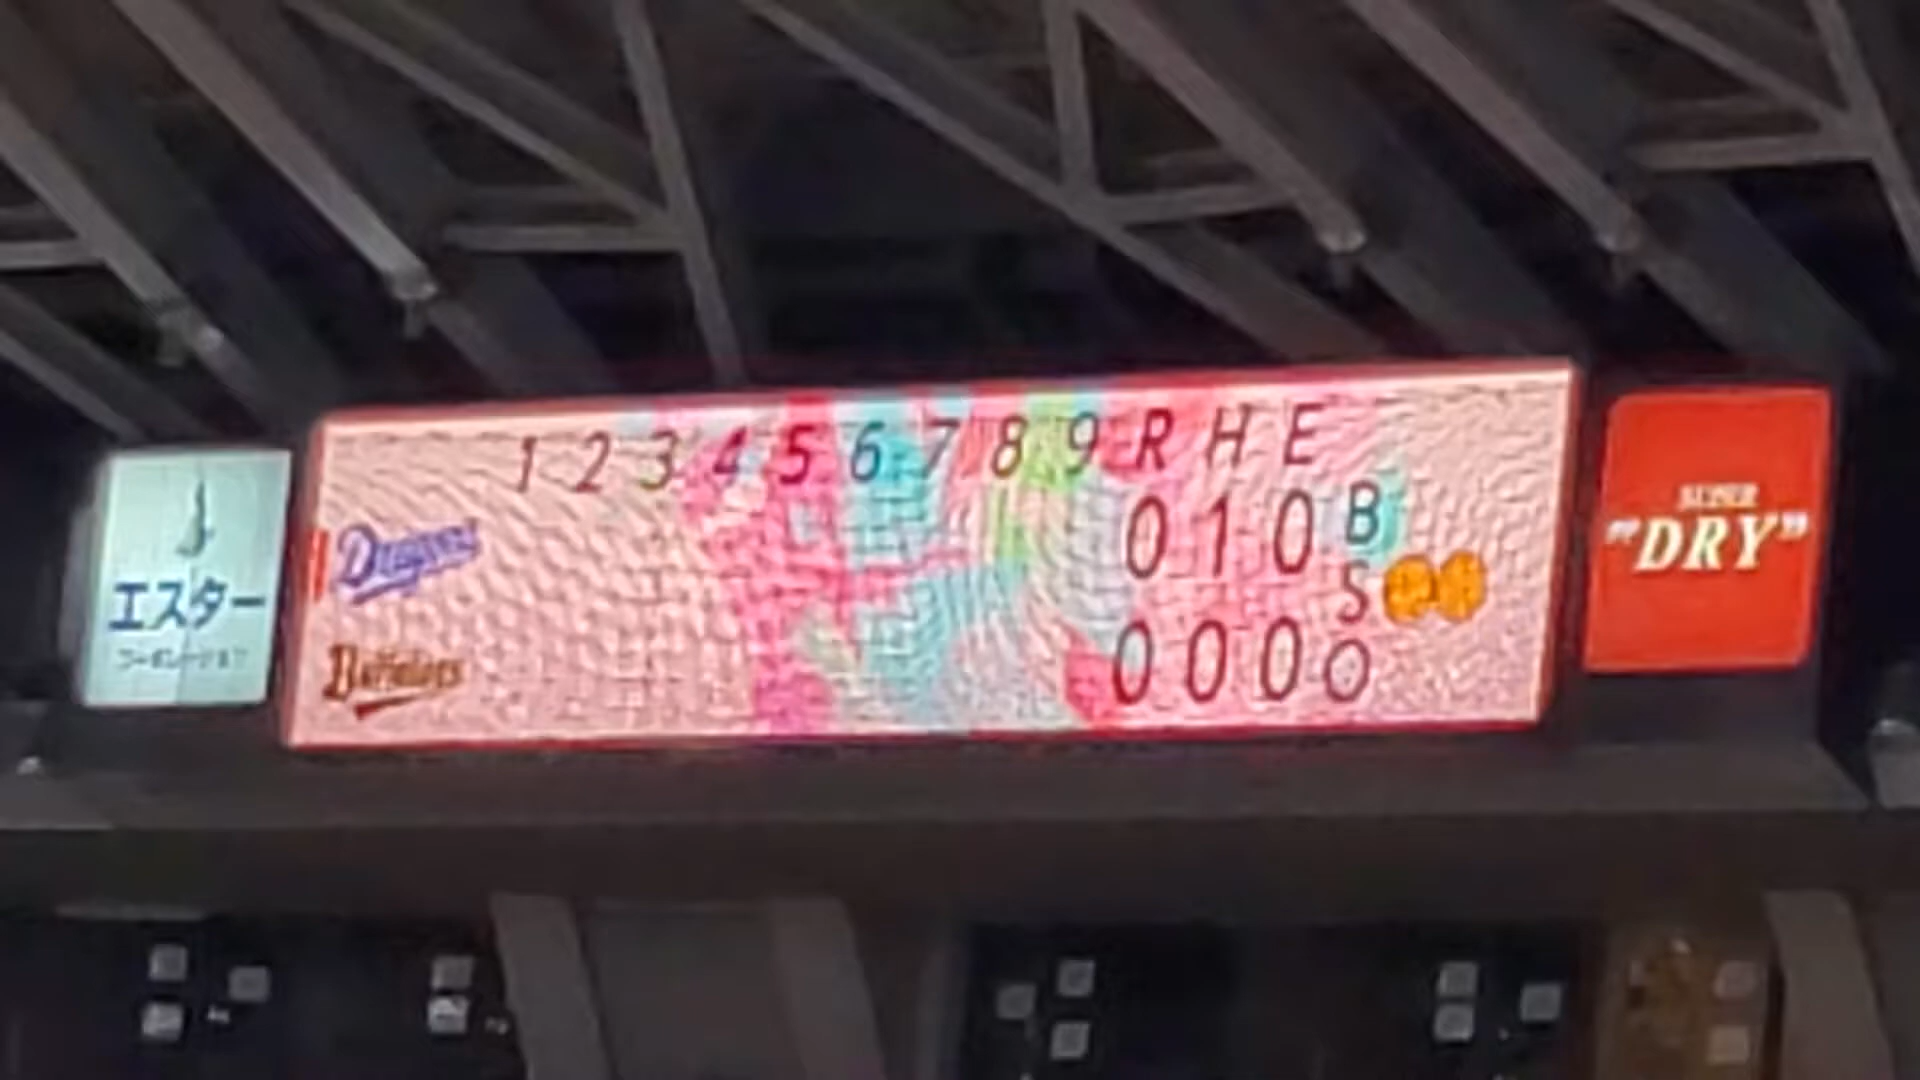 1 2 3 4 5 6 7 8 9 R H E
Dragons 0 1 0 B
S
Buffaloes 0 0 0 O
エステー
SUPER
"DRY"